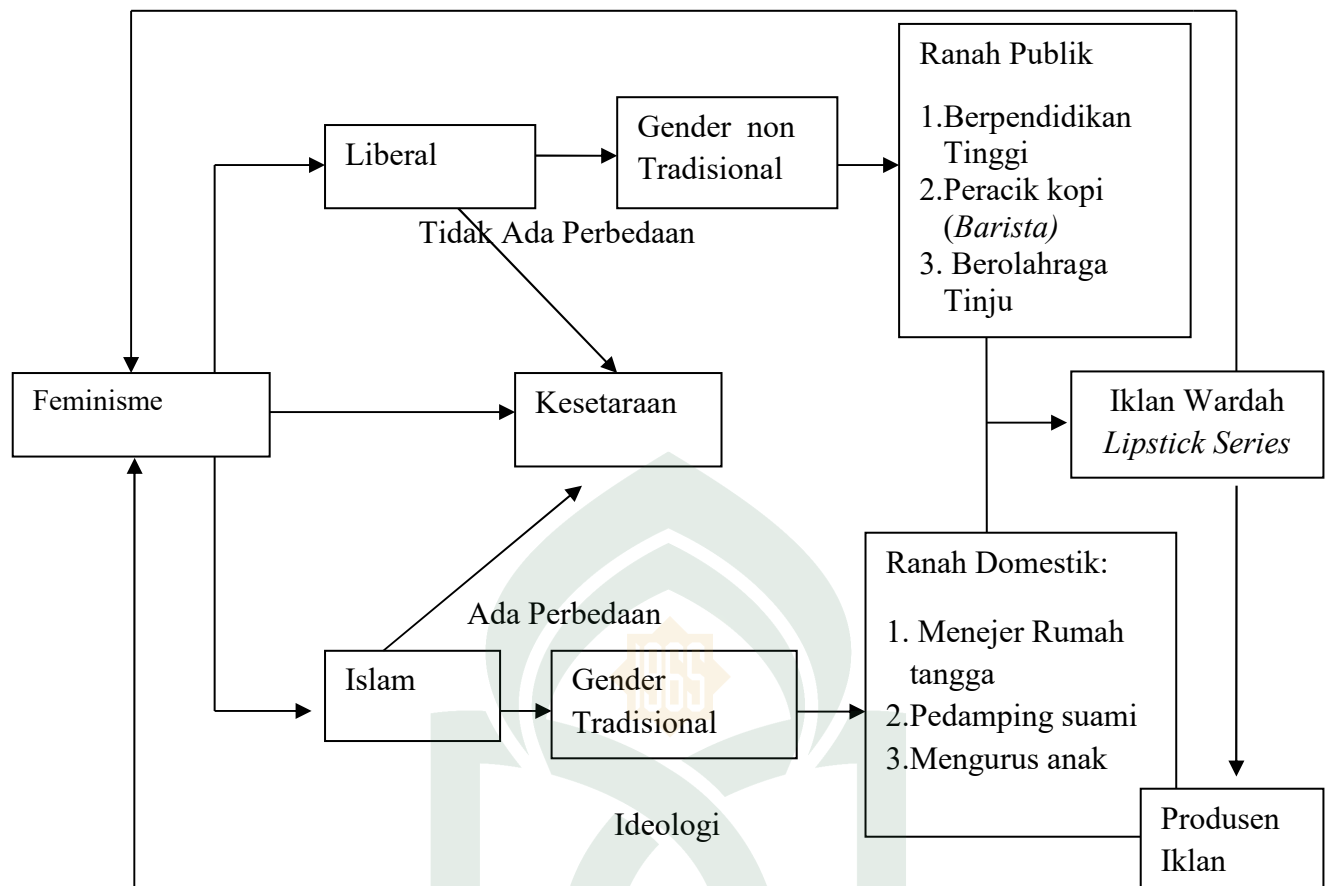 Ranah Publik
1.Berpendidikan
Tinggi
2.Peracik kopi
(Barista)
3. Berolahraga
Tinju
Gender non
Tradisional
Liberal
Tidak Ada Perbedaan
Feminisme
Kesetaraan
Iklan Wardah
Lipstick Series
Ada Perbedaan
Islam
Gender
Tradisional
Ranah Domestik:
1. Menejer Rumah
tangga
2.Pedamping suami
3.Mengurus anak
Ideologi
Produsen
Iklan
1965